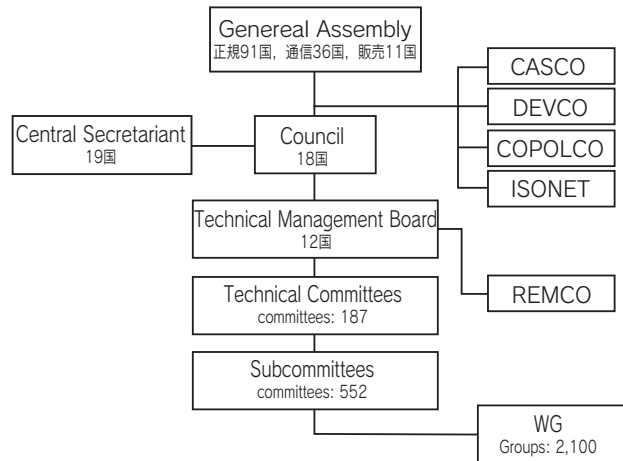 Genereal Assembly
正規91国，通信36国，販売11国
CASCO
DEVCO
COPOLCO
ISONET
Central Secretariant
19国
Council
18国
Technical Management Board
12国
REMCO
Technical Committees
committees: 187
Subcommittees
committees: 552
WG
Groups: 2,100